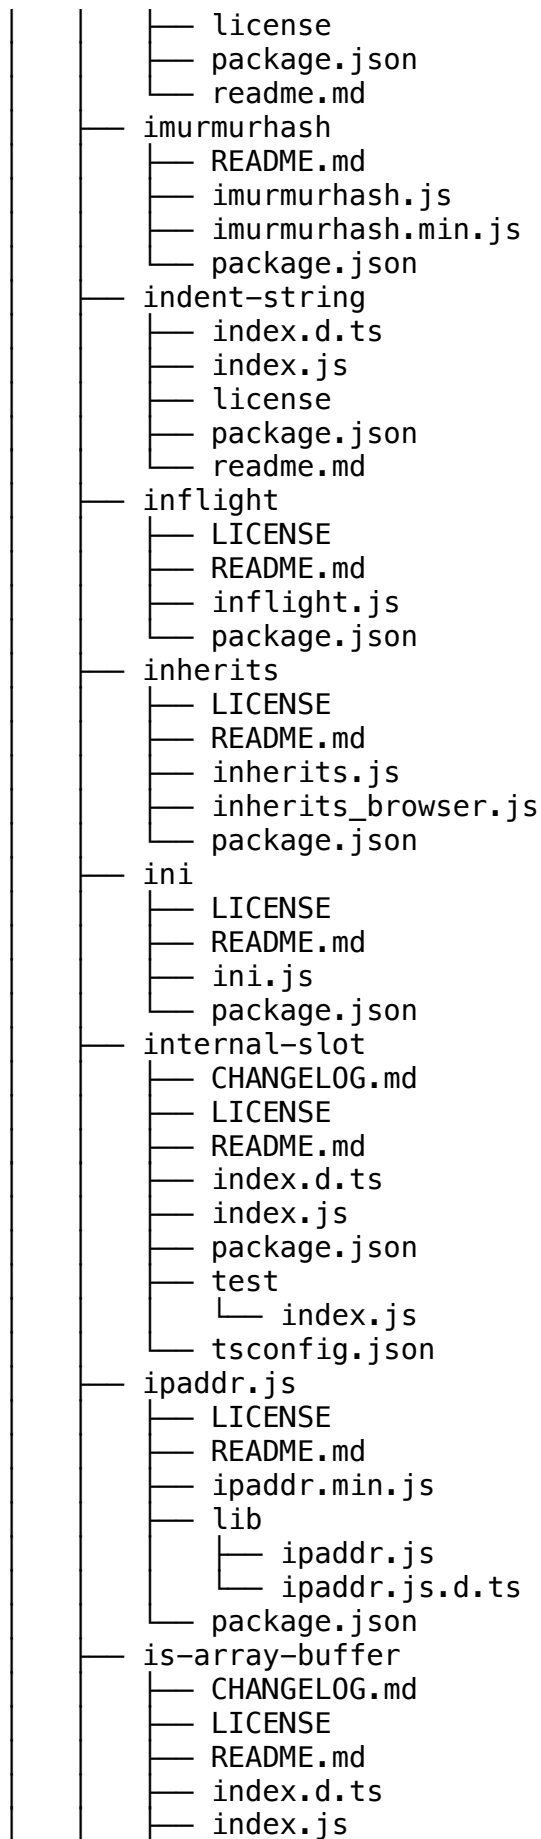 │   │   ├── license
│   │   ├── package.json
│   │   └── readme.md
│   ├── imurmurhash
│   │   ├── README.md
│   │   ├── imurmurhash.js
│   │   ├── imurmurhash.min.js
│   │   └── package.json
│   ├── indent-string
│   │   ├── index.d.ts
│   │   ├── index.js
│   │   ├── license
│   │   ├── package.json
│   │   └── readme.md
│   ├── inflight
│   │   ├── LICENSE
│   │   ├── README.md
│   │   ├── inflight.js
│   │   └── package.json
│   ├── inherits
│   │   ├── LICENSE
│   │   ├── README.md
│   │   ├── inherits.js
│   │   ├── inherits_browser.js
│   │   └── package.json
│   ├── ini
│   │   ├── LICENSE
│   │   ├── README.md
│   │   ├── ini.js
│   │   └── package.json
│   ├── internal-slot
│   │   ├── CHANGELOG.md
│   │   ├── LICENSE
│   │   ├── README.md
│   │   ├── index.d.ts
│   │   ├── index.js
│   │   ├── package.json
│   │   ├── test
│   │   │   └── index.js
│   │   └── tsconfig.json
│   ├── ipaddr.js
│   │   ├── LICENSE
│   │   ├── README.md
│   │   ├── ipaddr.min.js
│   │   ├── lib
│   │   │   ├── ipaddr.js
│   │   │   └── ipaddr.js.d.ts
│   │   └── package.json
│   ├── is-array-buffer
│   │   ├── CHANGELOG.md
│   │   ├── LICENSE
│   │   ├── README.md
│   │   ├── index.d.ts
│   │   ├── index.js